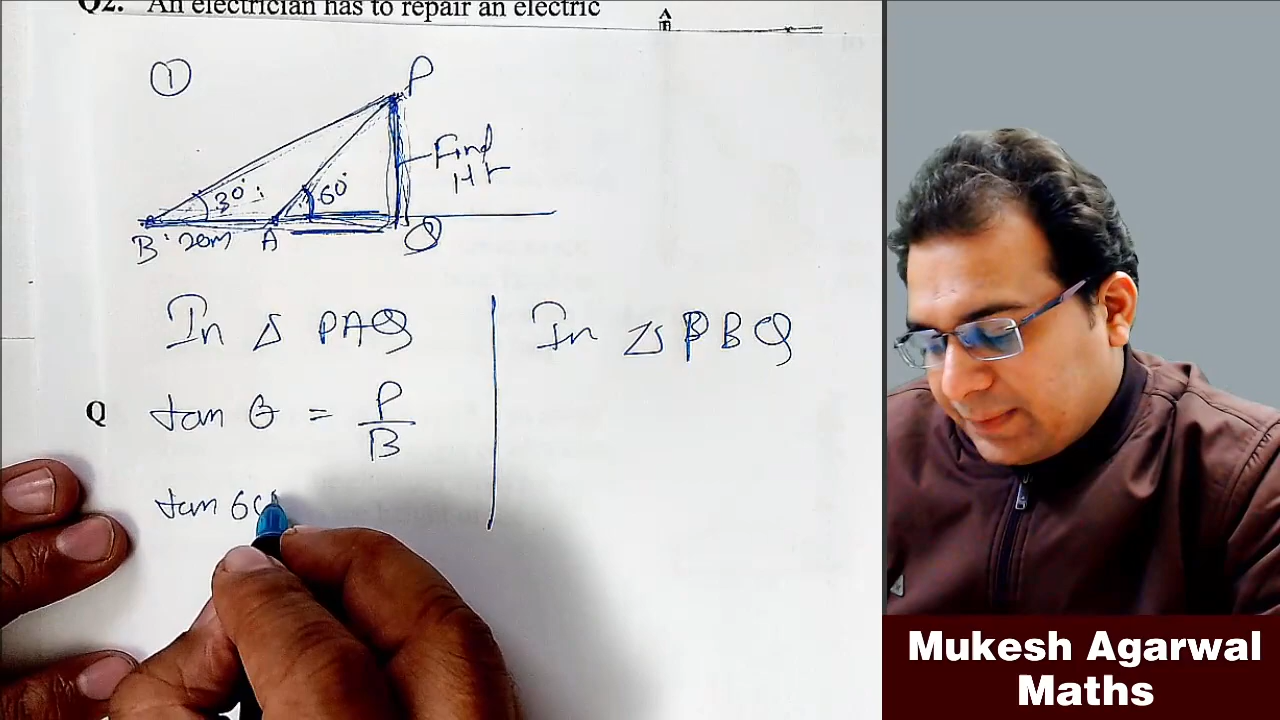 Q2. An electrician has to repair an electric
1
P
Find
Ht
30°
60°
B 20m A Q
In △ PAQ
In △ PBQ
Q tan θ = P/B
tan 60
Mukesh Agarwal
Maths